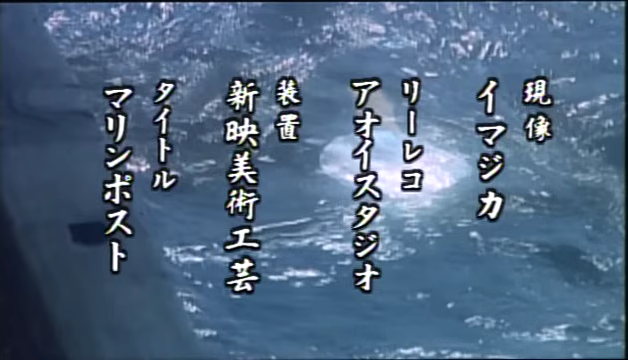 現像
イマジカ
リーレコ
アオイスタジオ
装置
新映美術工芸
タイトル
マリンポスト